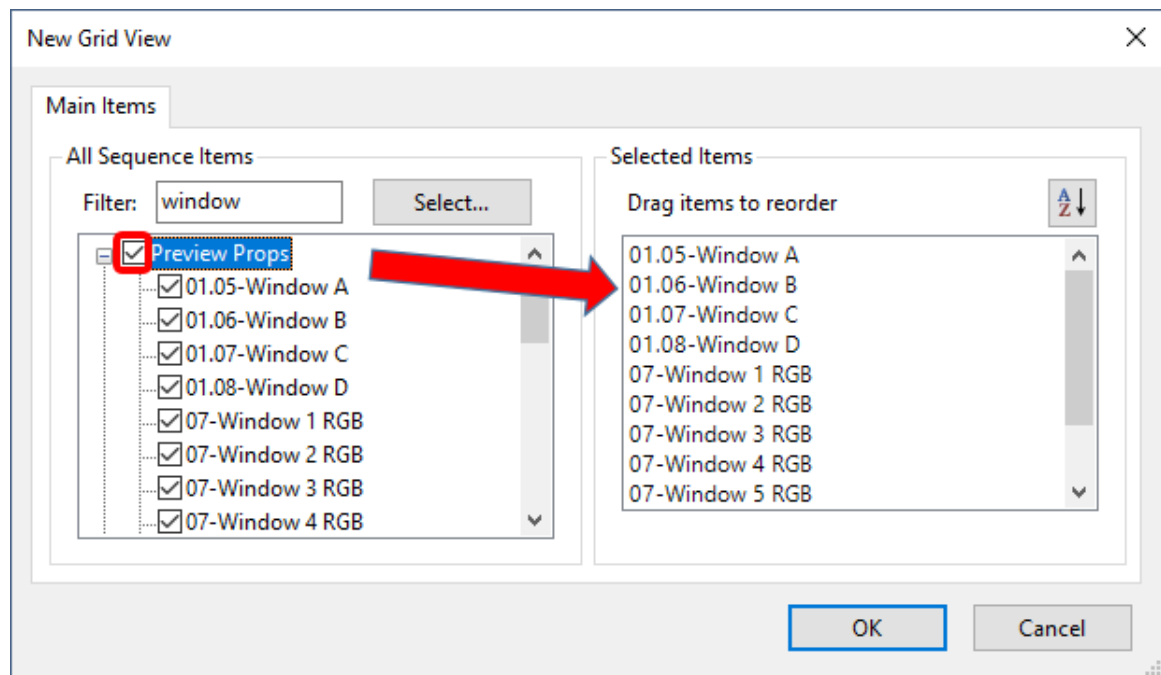 New Grid View
Main Items
All Sequence Items
Filter: window Select...
Preview Props
01.05-Window A
01.06-Window B
01.07-Window C
01.08-Window D
07-Window 1 RGB
07-Window 2 RGB
07-Window 3 RGB
07-Window 4 RGB
Selected Items
Drag items to reorder
A
Z
01.05-Window A
01.06-Window B
01.07-Window C
01.08-Window D
07-Window 1 RGB
07-Window 2 RGB
07-Window 3 RGB
07-Window 4 RGB
07-Window 5 RGB
OK Cancel